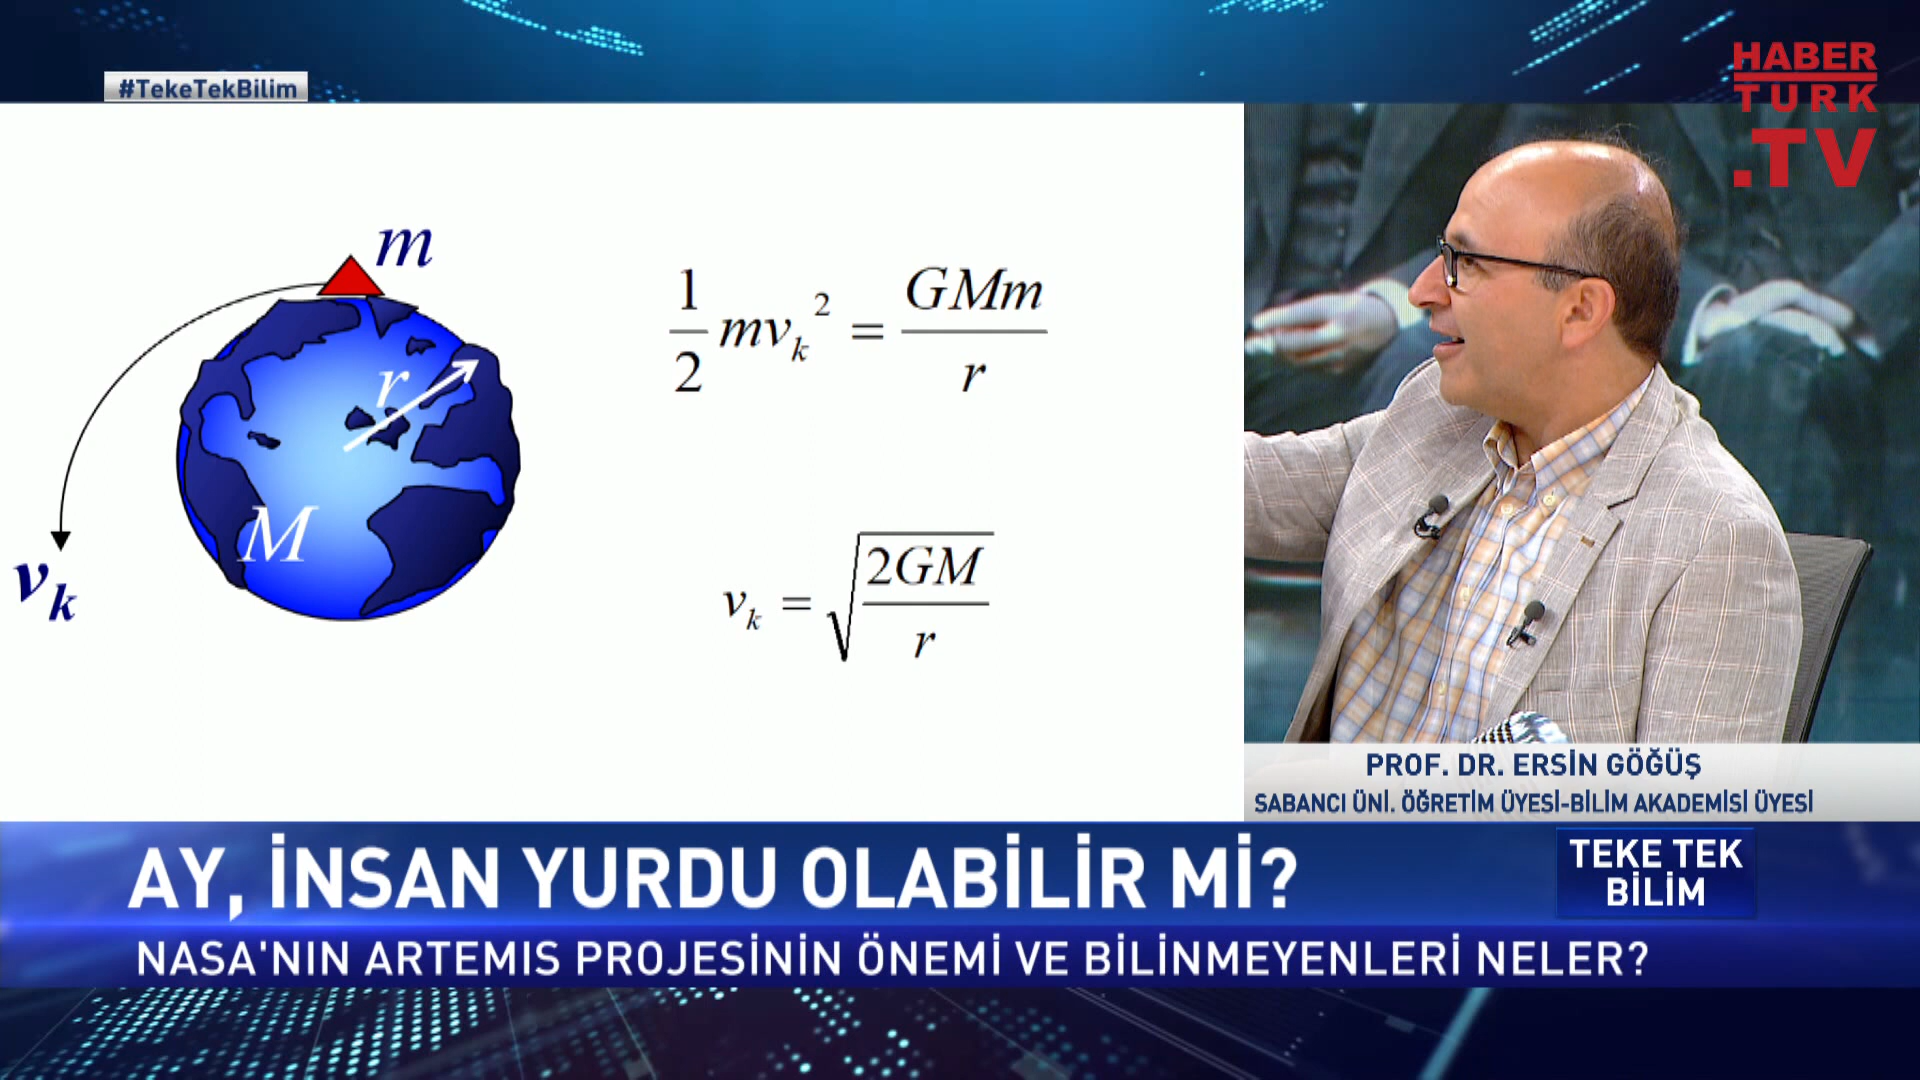 #TekeTekBilim
HABER
TURK
.TV
m
r
M
v_k
1/2 mv_k^2 = GMm/r
v_k = √(2GM/r)
PROF. DR. ERSİN GÖĞÜŞ
SABANCI ÜNİ. ÖĞRETİM ÜYESİ-BİLİM AKADEMİSİ ÜYESİ
AY, İNSAN YURDU OLABİLİR Mİ?
TEKE TEK
BİLİM
NASA'NIN ARTEMIS PROJESİNİN ÖNEMİ VE BİLİNMEYENLERİ NELER?